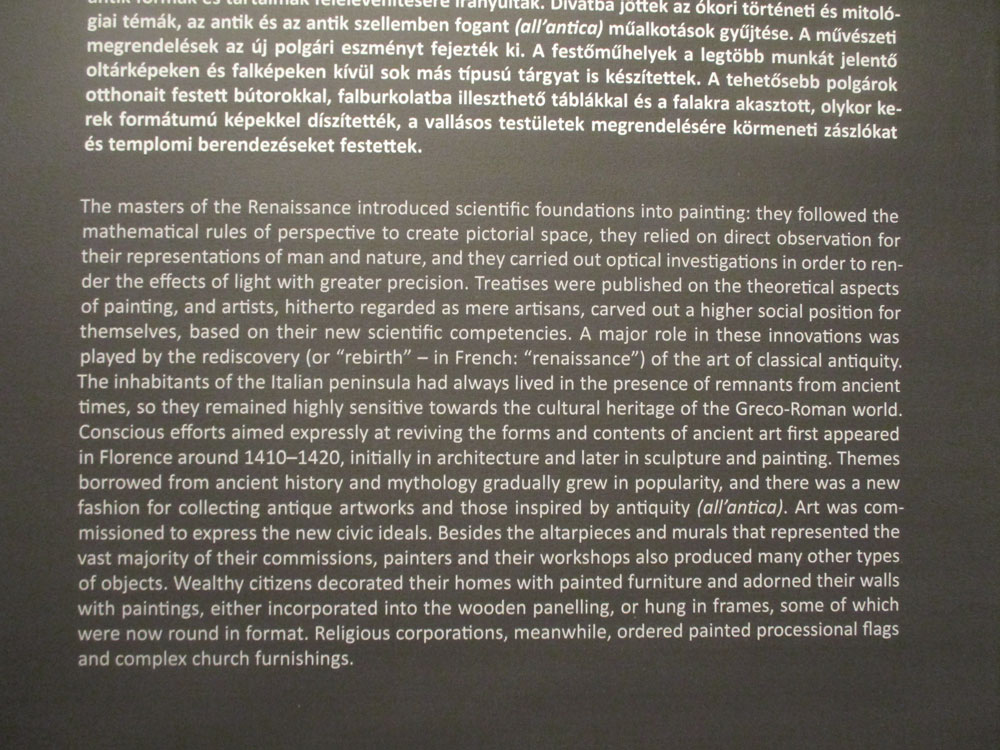 antik formák és tartalmak felelevenítésére irányultak. Divatba jöttek az ókori történeti és mitoló-
giai témák, az antik és az antik szellemben fogant (all’antica) műalkotások gyűjtése. A művészeti
megrendelések az új polgári eszményt fejezték ki. A festőműhelyek a legtöbb munkát jelentő
oltárképeken és falképeken kívül sok más típusú tárgyat is készítettek. A tehetősebb polgárok
otthonait festett bútorokkal, falburkolatba illeszthető táblákkal és a falakra akasztott, olykor ke-
rek formátumú képekkel díszítették, a vallásos testületek megrendelésére körmeneti zászlókat
és templomi berendezéseket festettek.
The masters of the Renaissance introduced scientific foundations into painting: they followed the
mathematical rules of perspective to create pictorial space, they relied on direct observation for
their representations of man and nature, and they carried out optical investigations in order to ren-
der the effects of light with greater precision. Treatises were published on the theoretical aspects
of painting, and artists, hitherto regarded as mere artisans, carved out a higher social position for
themselves, based on their new scientific competencies. A major role in these innovations was
played by the rediscovery (or “rebirth” – in French: “renaissance”) of the art of classical antiquity.
The inhabitants of the Italian peninsula had always lived in the presence of remnants from ancient
times, so they remained highly sensitive towards the cultural heritage of the Greco-Roman world.
Conscious efforts aimed expressly at reviving the forms and contents of ancient art first appeared
in Florence around 1410–1420, initially in architecture and later in sculpture and painting. Themes
borrowed from ancient history and mythology gradually grew in popularity, and there was a new
fashion for collecting antique artworks and those inspired by antiquity (all’antica). Art was com-
missioned to express the new civic ideals. Besides the altarpieces and murals that represented the
vast majority of their commissions, painters and their workshops also produced many other types
of objects. Wealthy citizens decorated their homes with painted furniture and adorned their walls
with paintings, either incorporated into the wooden panelling, or hung in frames, some of which
were now round in format. Religious corporations, meanwhile, ordered painted processional flags
and complex church furnishings.